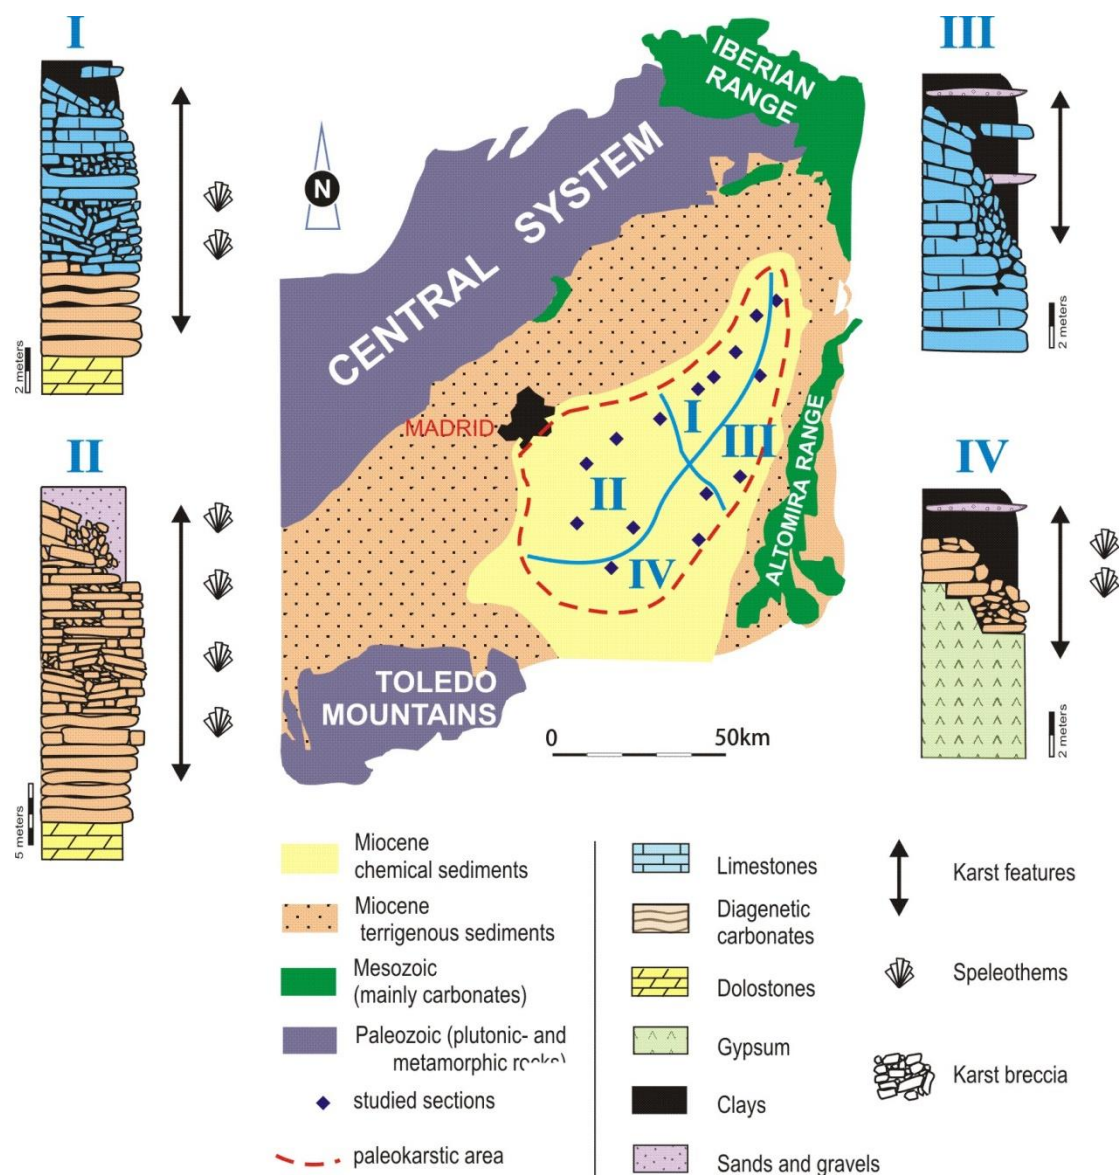 I
III
IBERIAN
RANGE
N
CENTRAL SYSTEM
2 meters
2 meters
MADRID
I
III
II
IV
ALTOMIRA RANGE
II
IV
TOLEDO
MOUNTAINS
0 50km
5 meters
2 meters
Miocene
chemical sediments
Miocene
terrigenous sediments
Mesozoic
(mainly carbonates)
Paleozoic (plutonic- and
metamorphic rocks)
studied sections
paleokarstic area
Limestones
Diagenetic
carbonates
Dolostones
Gypsum
Clays
Sands and gravels
Karst features
Speleothems
Karst breccia